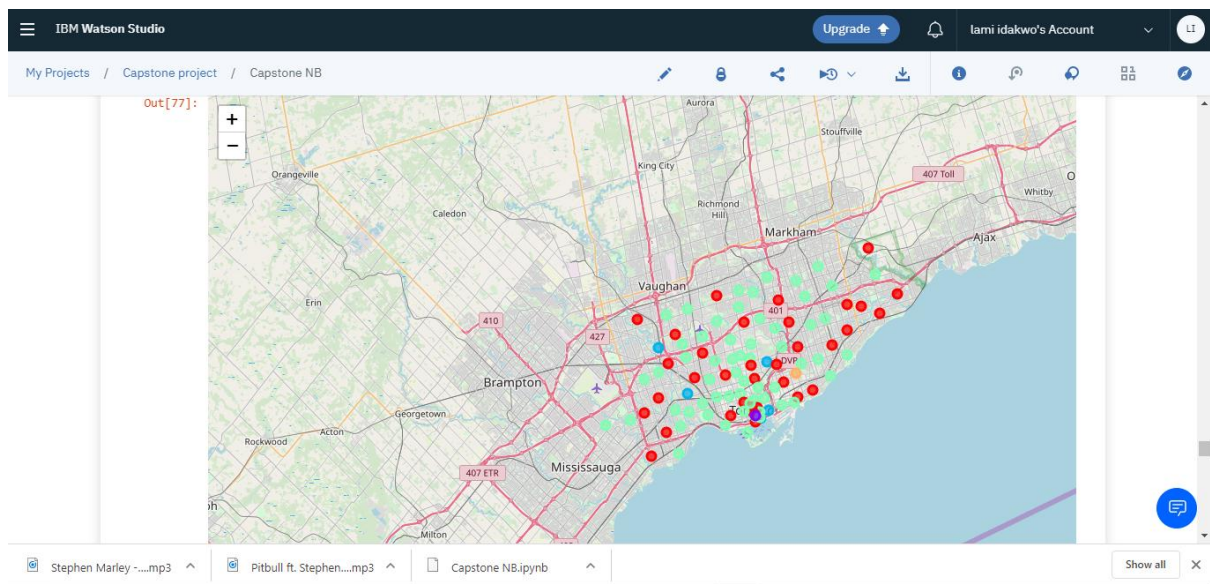 IBM Watson Studio
Upgrade
lami idakwo's Account
LI
My Projects / Capstone project / Capstone NB
Out[77]:
+
−
Aurora
Stouffville
Orangeville
King City
407 Toll
O
Whitby
Richmond
Hill
Caledon
Markham
Ajax
Vaughan
Erin
401
410
427
DVP
Brampton
Georgetown
To
Acton
Rockwood
Mississauga
407 ETR
ph
Milton
Stephen Marley -....mp3
Pitbull ft. Stephen....mp3
Capstone NB.ipynb
Show all